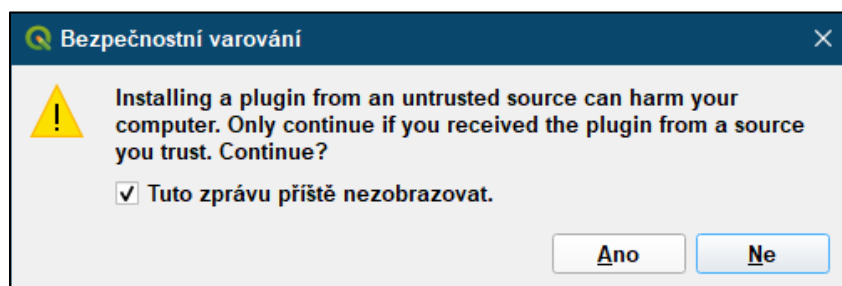 Bezpečnostní varování
Installing a plugin from an untrusted source can harm your
computer. Only continue if you received the plugin from a source
you trust. Continue?
Tuto zprávu příště nezobrazovat.
Ano
Ne